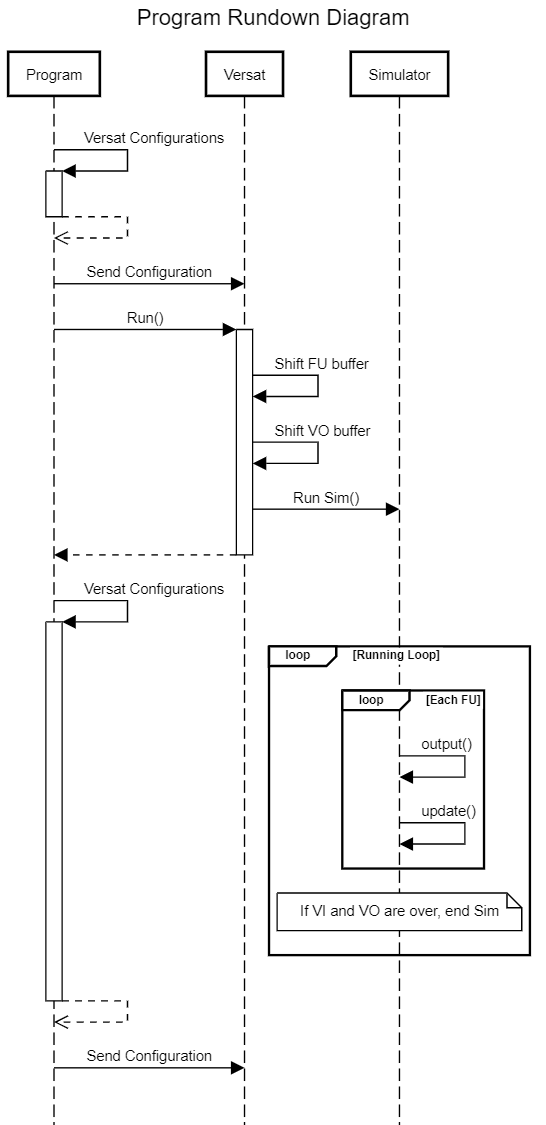 Program Rundown Diagram
Program
Versat
Simulator
Versat Configurations
Send Configuration
Run()
Shift FU buffer
Shift VO buffer
Run Sim()
Versat Configurations
loop
[Running Loop]
loop
[Each FU]
output()
update()
If VI and VO are over, end Sim
Send Configuration